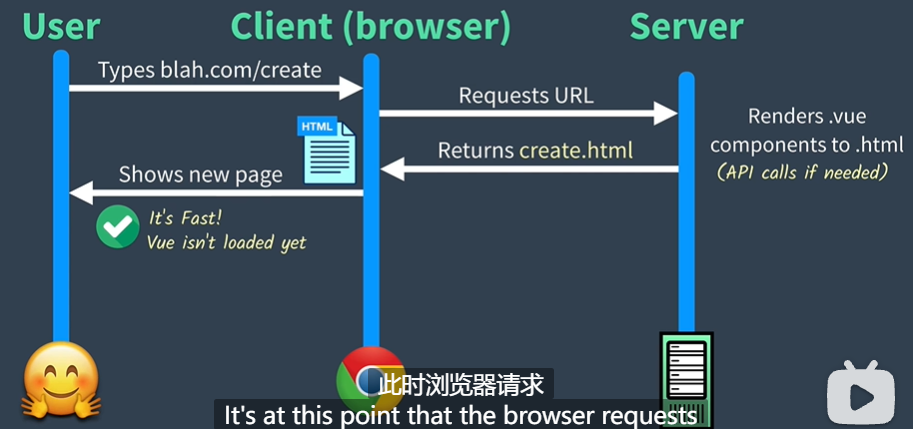 User
Client (browser)
Server
Types blah.com/create
Requests URL
Renders .vue
components to .html
(API calls if needed)
HTML
Returns create.html
Shows new page
It's Fast!
Vue isn't loaded yet
此时浏览器请求
It's at this point that the browser requests